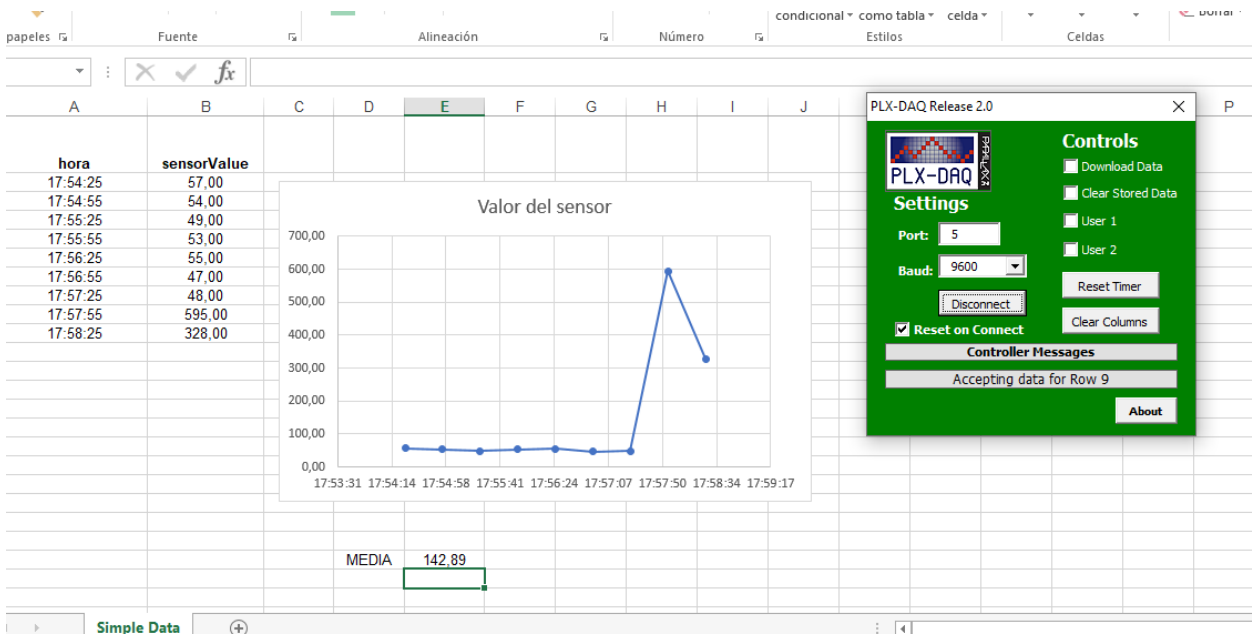 condicional como tabla celda
Borrar
papeles Fuente Alineación Número Estilos Celdas
fx
A B C D E F G H I J P
hora sensorValue
17:54:25 57,00
17:54:55 54,00
17:55:25 49,00
17:55:55 53,00
17:56:25 55,00
17:56:55 47,00
17:57:25 48,00
17:57:55 595,00
17:58:25 328,00
Valor del sensor
700,00
600,00
500,00
400,00
300,00
200,00
100,00
0,00
17:53:31 17:54:14 17:54:58 17:55:41 17:56:24 17:57:07 17:57:50 17:58:34 17:59:17
MEDIA 142,89
PLX-DAQ Release 2.0
PLX-DAQ
PARALLAX
Settings
Port: 5
Baud: 9600
Disconnect
Reset on Connect
Controls
Download Data
Clear Stored Data
User 1
User 2
Reset Timer
Clear Columns
Controller Messages
Accepting data for Row 9
About
Simple Data